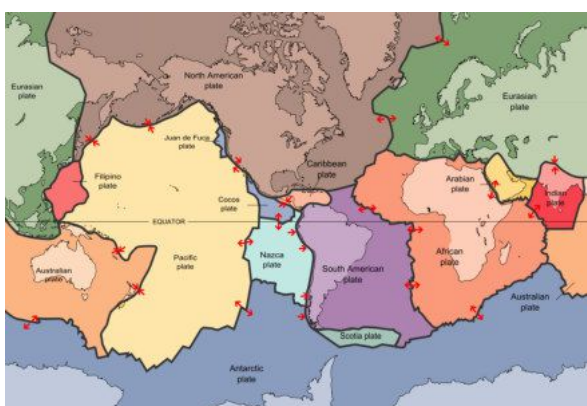 North American
plate
Eurasian
plate
Eurasian
plate
Juan de Fuca
plate
Caribbean
plate
Filipino
plate
Arabian
plate
Indian
plate
Cocos
plate
EQUATOR
Australian
plate
Pacific
plate
Nazca
plate
South American
plate
African
plate
Australian
plate
Scotia plate
Antarctic
plate